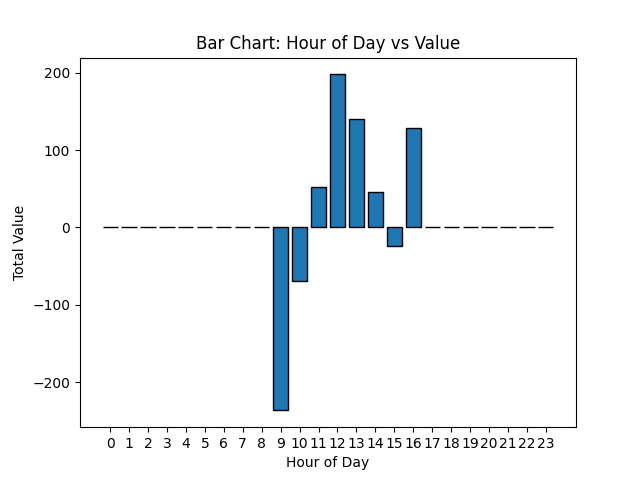 Bar Chart: Hour of Day vs Value
Total Value
200
100
0
−100
−200
0 1 2 3 4 5 6 7 8 9 10 11 12 13 14 15 16 17 18 19 20 21 22 23
Hour of Day